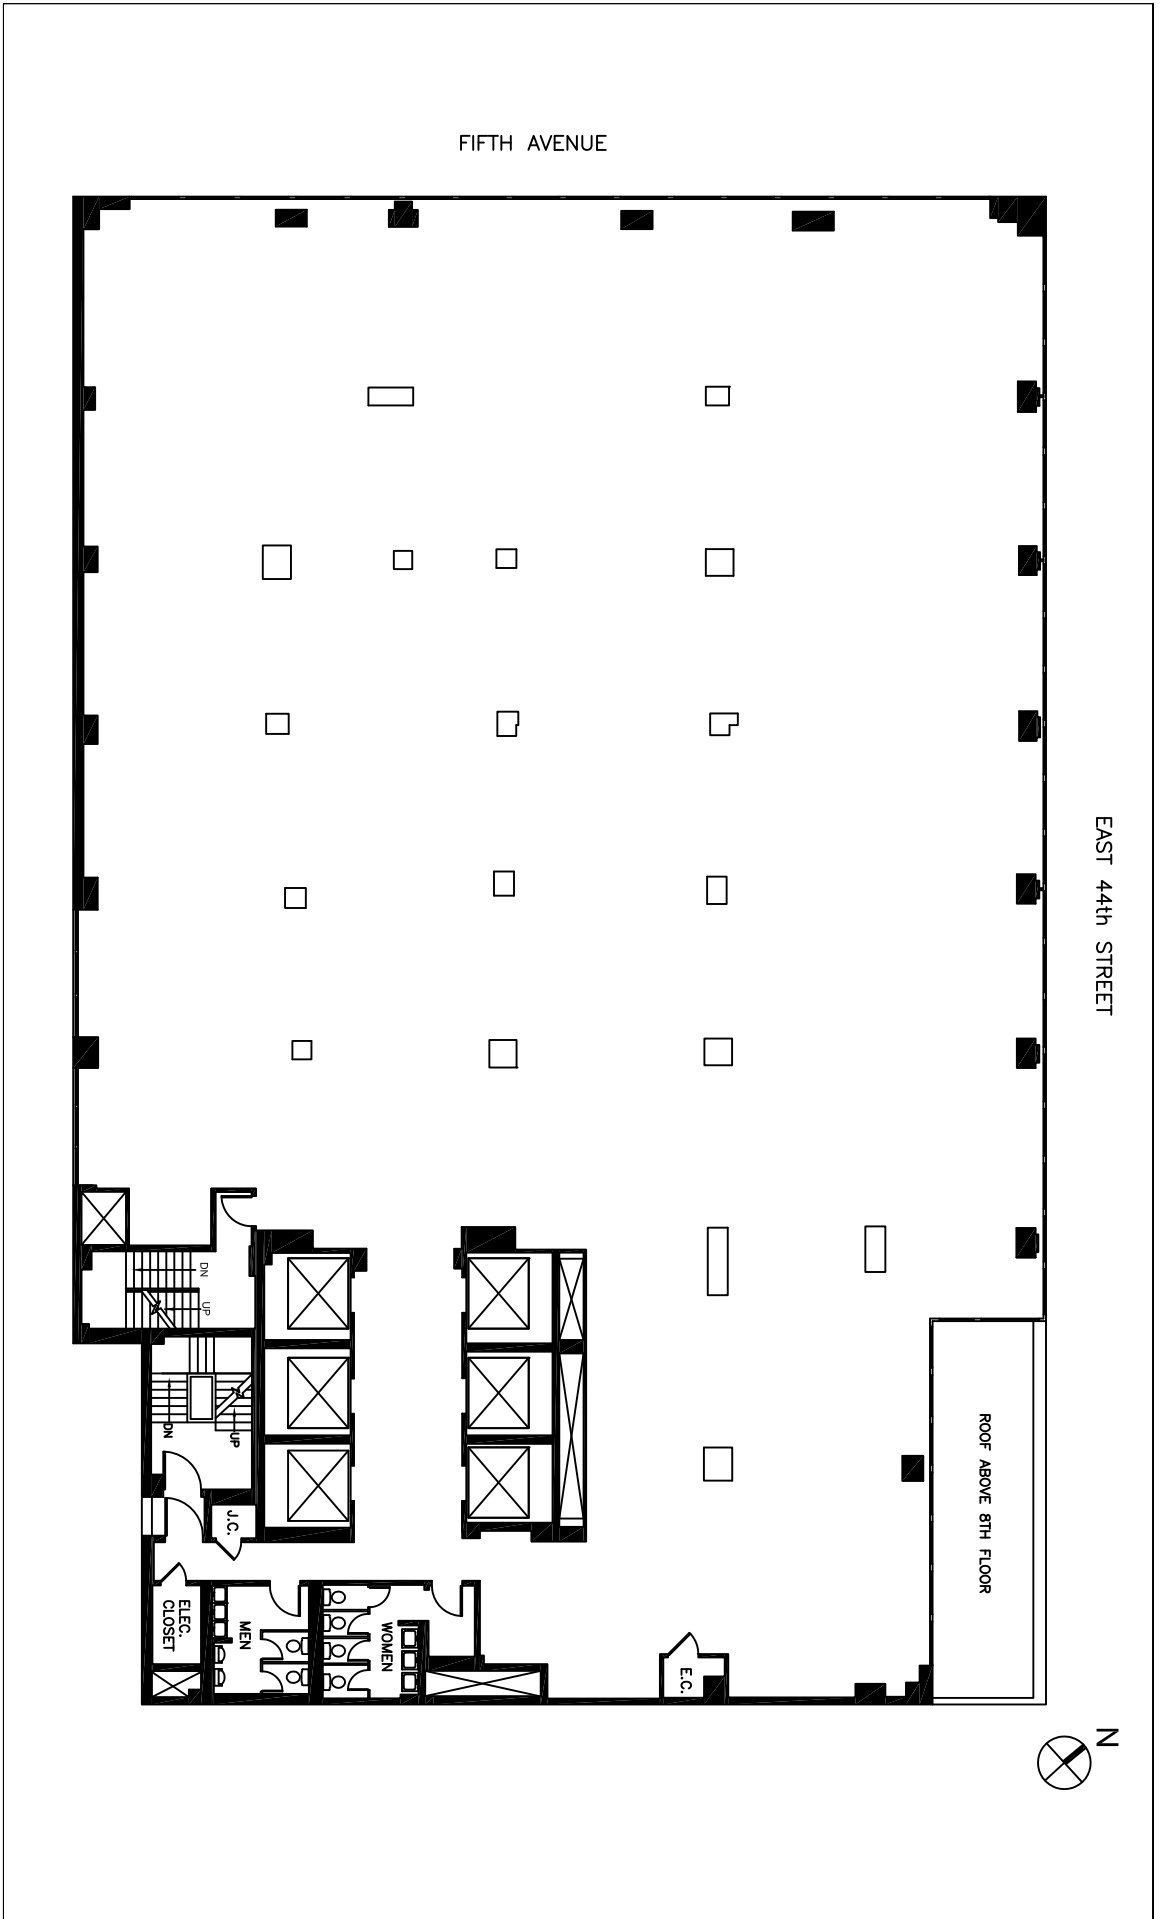 FIFTH AVENUE
EAST 44th STREET
DN
UP
DN
UP
ROOF ABOVE 8TH FLOOR
J.C.
ELEC.
CLOSET
MEN
WOMEN
E.C.
N